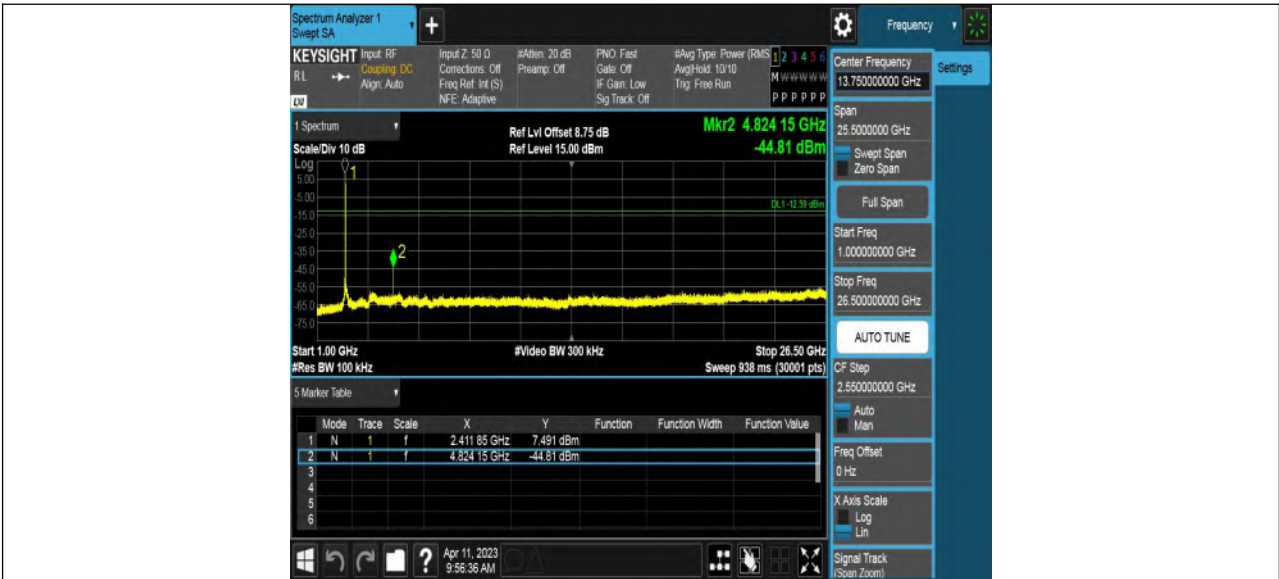 Spectrum Analyzer 1
Swept SA
+
Frequency
KEYSIGHT
RL
LXI
Input: RF
Coupling: DC
Align: Auto
Input Z: 50 Ω
Corrections: Off
Freq Ref: Int (S)
NFE: Adaptive
#Atten: 20 dB
Preamp: Off
PNO: Fast
Gate: Off
IF Gain: Low
Sig Track: Off
#Avg Type: Power (RMS
Avg|Hold: 10/10
Trig: Free Run
1 2 3 4 5 6
M W W W W W
P P P P P P
1 Spectrum
Scale/Div 10 dB
Ref Lvl Offset 8.75 dB
Ref Level 15.00 dBm
Mkr2 4.824 15 GHz
-44.81 dBm
Log
5.00
-5.00
-15.0
-25.0
-35.0
-45.0
-55.0
-65.0
-75.0
1
2
DL1 -12.59 dBm
Start 1.00 GHz
#Res BW 100 kHz
#Video BW 300 kHz
Stop 26.50 GHz
Sweep 938 ms (30001 pts)
5 Marker Table
Mode Trace Scale X Y Function Function Width Function Value
1 N 1 f 2.411 85 GHz 7.491 dBm
2 N 1 f 4.824 15 GHz -44.81 dBm
3
4
5
6
?
Apr 11, 2023
9:56:36 AM
Center Frequency
13.750000000 GHz
Settings
Span
25.5000000 GHz
Swept Span
Zero Span
Full Span
Start Freq
1.000000000 GHz
Stop Freq
26.500000000 GHz
AUTO TUNE
CF Step
2.550000000 GHz
Auto
Man
Freq Offset
0 Hz
X Axis Scale
Log
Lin
Signal Track
(Span Zoom)